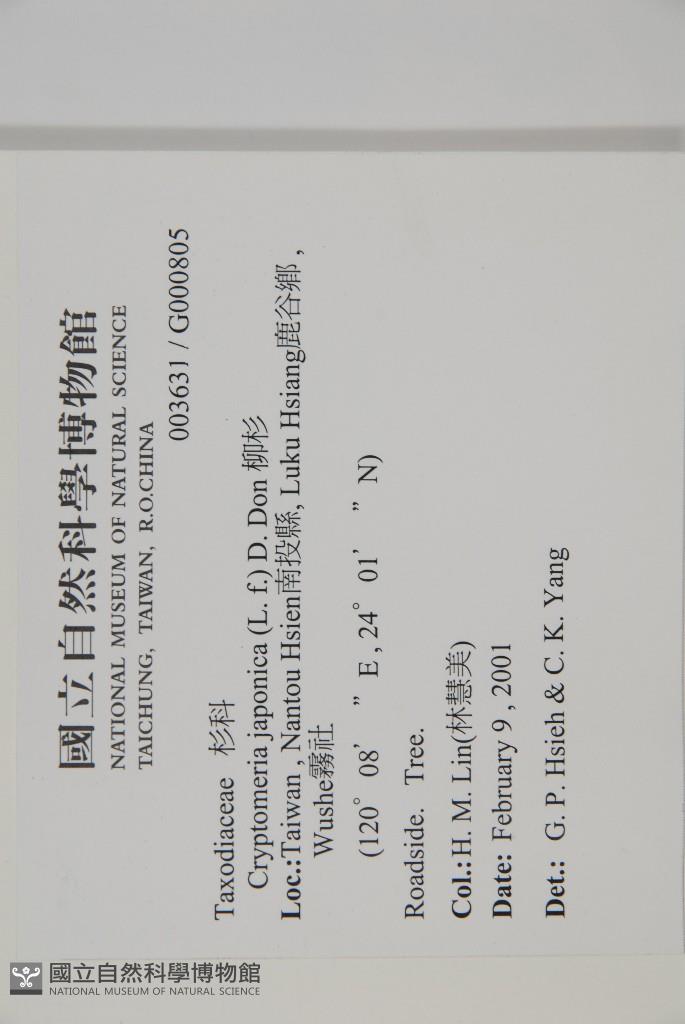 國立自然科學博物館
NATIONAL MUSEUM OF NATURAL SCIENCE
TAICHUNG, TAIWAN, R.O.CHINA
003631 / G000805
Taxodiaceae 杉科
Cryptomeria japonica (L. f.) D. Don 柳杉
Loc.:Taiwan , Nantou Hsien南投縣, Luku Hsiang鹿谷鄉 ,
Wushe霧社
(120° 08’ ” E , 24° 01’ ” N)
Roadside. Tree.
Col.: H. M. Lin(林慧美)
Date: February 9 , 2001
Det.: G. P. Hsieh & C. K. Yang
國立自然科學博物館
NATIONAL MUSEUM OF NATURAL SCIENCE